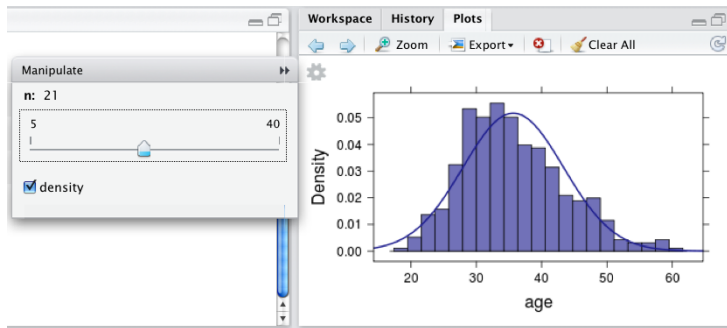 Workspace History Plots
Zoom Export Clear All
Manipulate
n: 21
5 40
density
Density
0.05
0.04
0.03
0.02
0.01
0.00
20 30 40 50 60
age